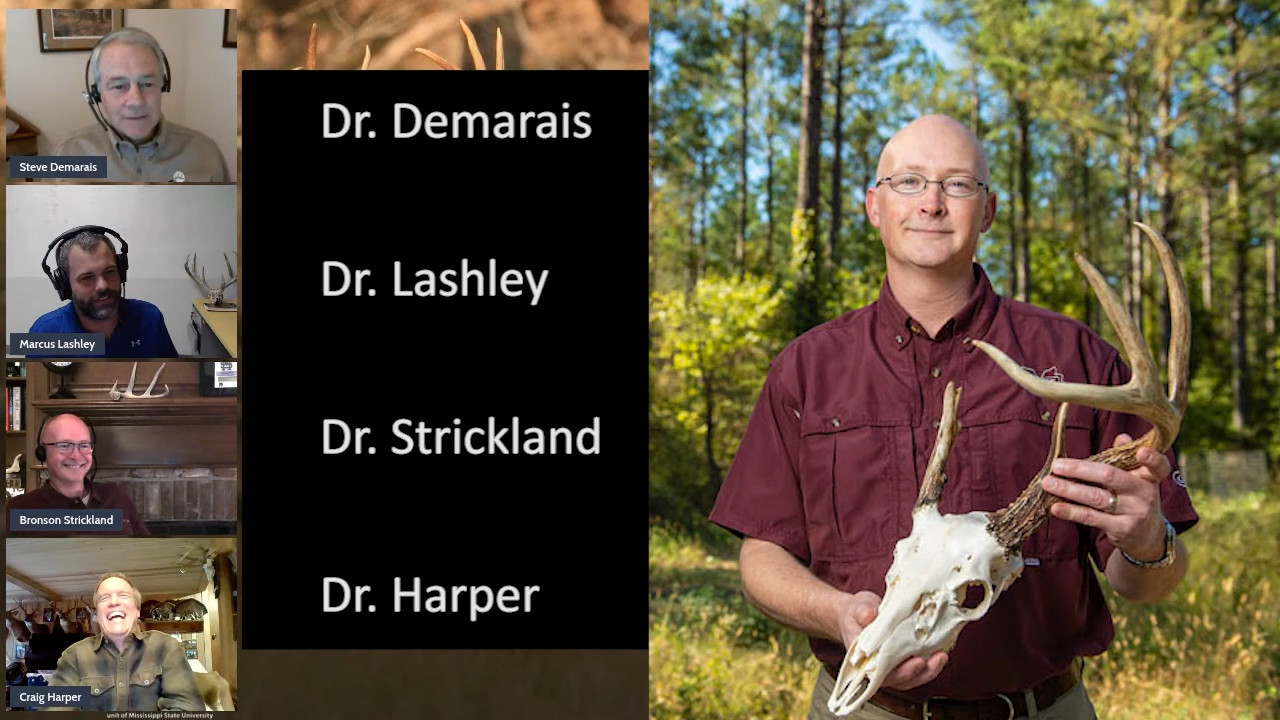 Steve Demarais
Marcus Lashley
Bronson Strickland
Craig Harper
unit of Mississippi State University
Dr. Demarais
Dr. Lashley
Dr. Strickland
Dr. Harper